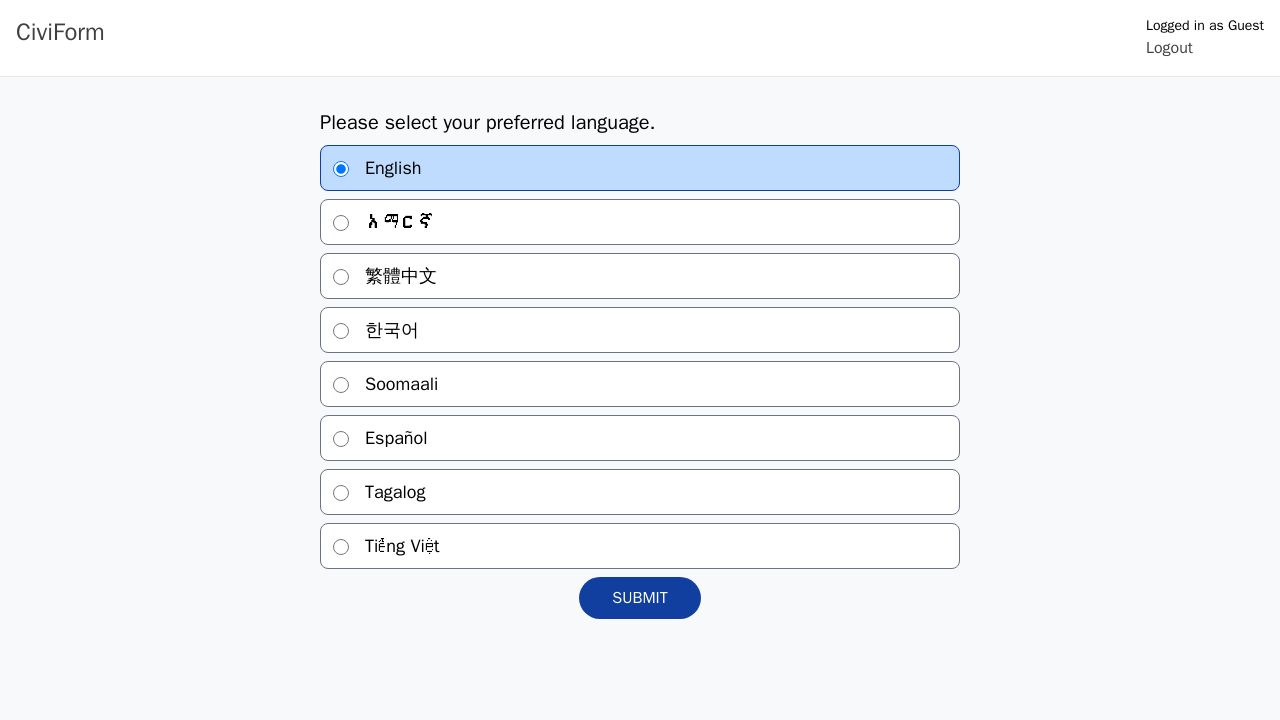 CiviForm
Logged in as Guest
Logout
Please select your preferred language.
English
አማርኛ
繁體中文
한국어
Soomaali
Español
Tagalog
Tiếng Việt
SUBMIT